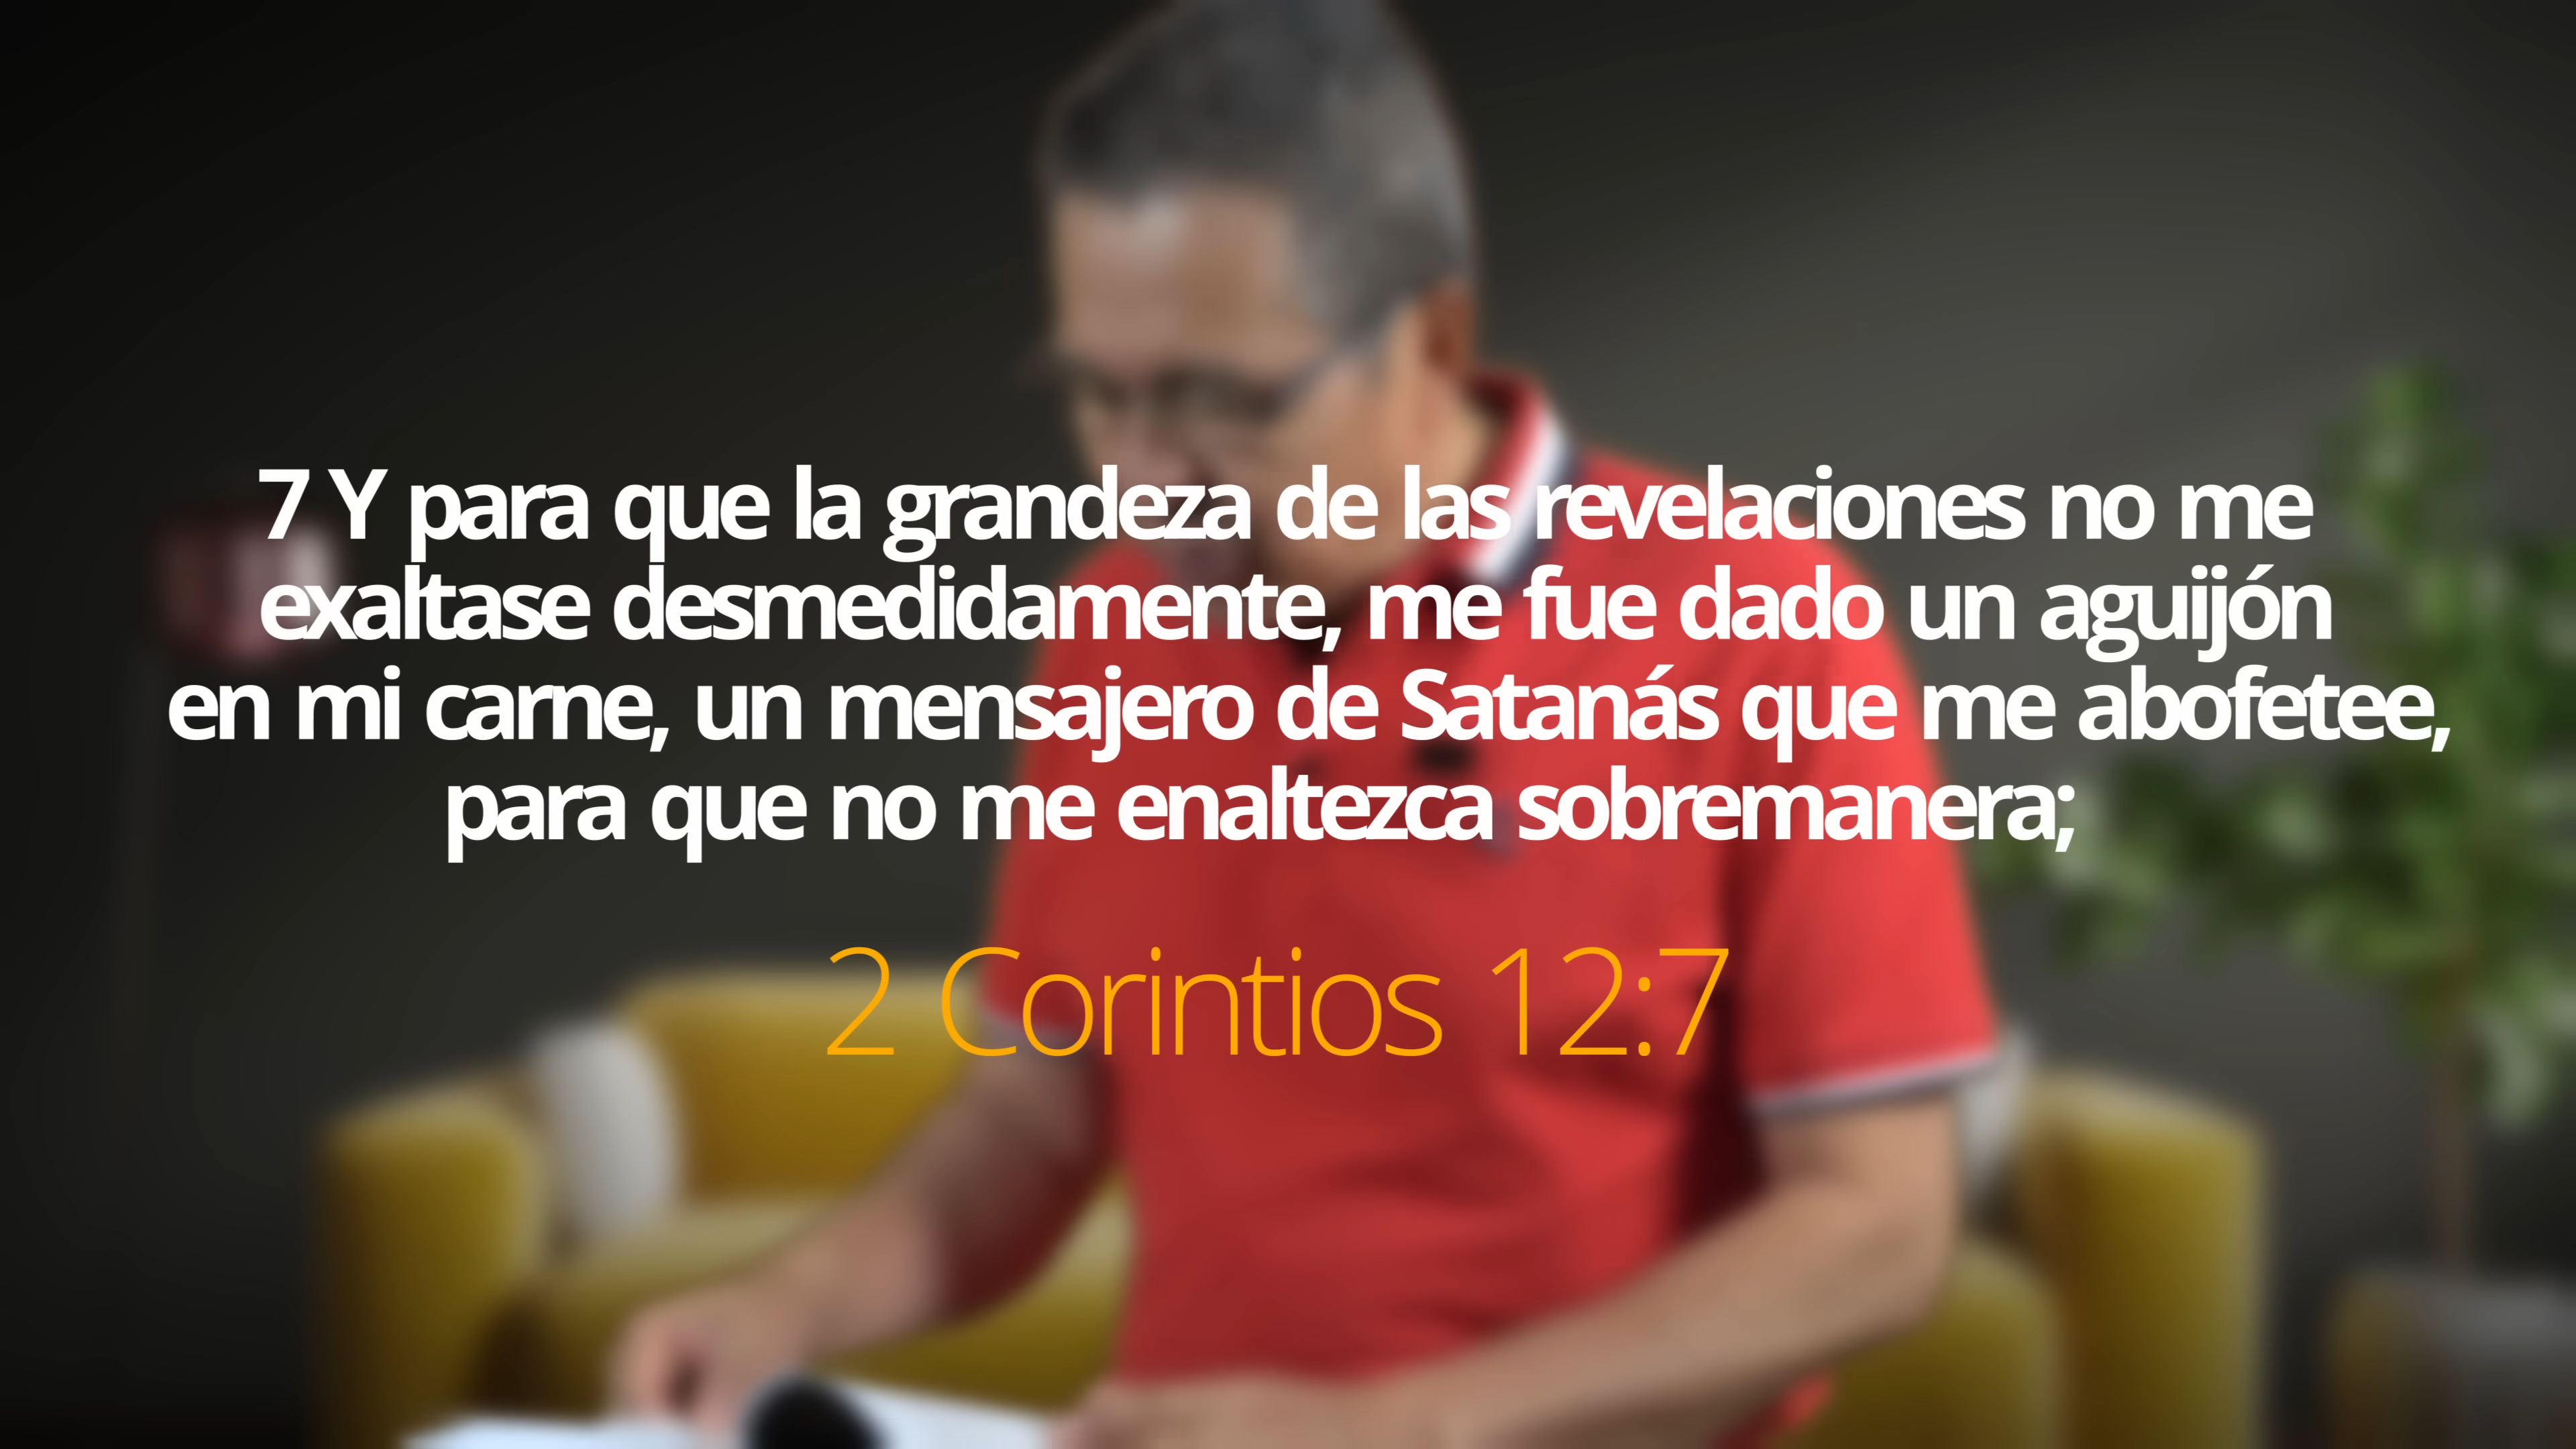 7 Y para que la grandeza de las revelaciones no me
exaltase desmedidamente, me fue dado un aguijón
en mi carne, un mensajero de Satanás que me abofetee,
para que no me enaltezca sobremanera;
2 Corintios 12:7